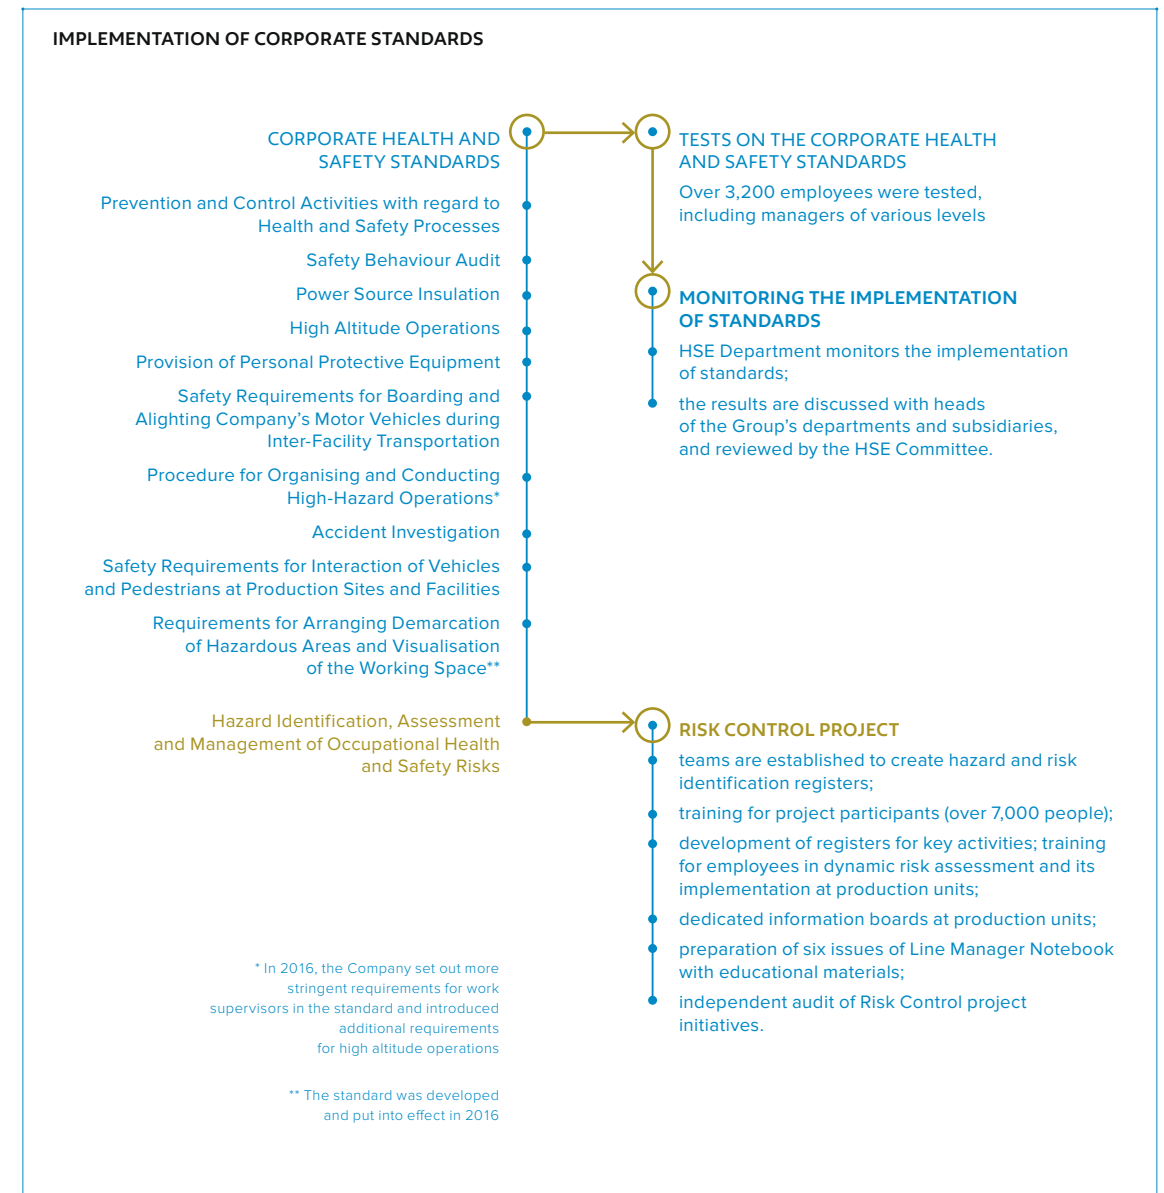 IMPLEMENTATION OF CORPORATE STANDARDS
CORPORATE HEALTH AND
SAFETY STANDARDS
Prevention and Control Activities with regard to
Health and Safety Processes
Safety Behaviour Audit
Power Source Insulation
High Altitude Operations
Provision of Personal Protective Equipment
Safety Requirements for Boarding and
Alighting Company’s Motor Vehicles during
Inter-Facility Transportation
Procedure for Organising and Conducting
High-Hazard Operations*
Accident Investigation
Safety Requirements for Interaction of Vehicles
and Pedestrians at Production Sites and Facilities
Requirements for Arranging Demarcation
of Hazardous Areas and Visualisation
of the Working Space**
Hazard Identification, Assessment
and Management of Occupational Health
and Safety Risks
* In 2016, the Company set out more
stringent requirements for work
supervisors in the standard and introduced
additional requirements
for high altitude operations
** The standard was developed
and put into effect in 2016
TESTS ON THE CORPORATE HEALTH
AND SAFETY STANDARDS
Over 3,200 employees were tested,
including managers of various levels
MONITORING THE IMPLEMENTATION
OF STANDARDS
HSE Department monitors the implementation
of standards;
the results are discussed with heads
of the Group’s departments and subsidiaries,
and reviewed by the HSE Committee.
RISK CONTROL PROJECT
teams are established to create hazard and risk
identification registers;
training for project participants (over 7,000 people);
development of registers for key activities; training
for employees in dynamic risk assessment and its
implementation at production units;
dedicated information boards at production units;
preparation of six issues of Line Manager Notebook
with educational materials;
independent audit of Risk Control project
initiatives.